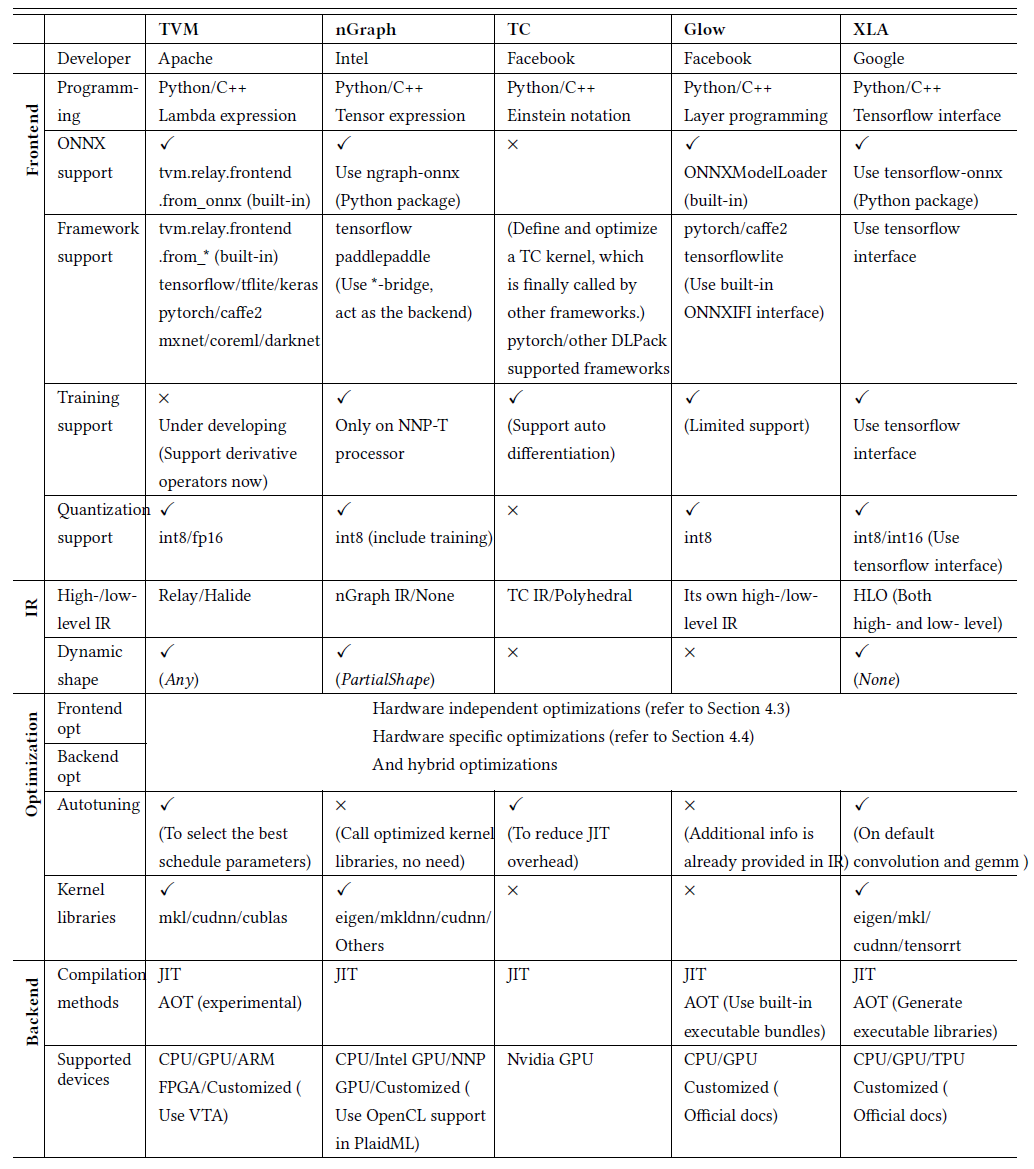 TVM nGraph TC Glow XLA
Developer Apache Intel Facebook Facebook Google
Frontend
Programm-
ing
Python/C++
Lambda expression
Python/C++
Tensor expression
Python/C++
Einstein notation
Python/C++
Layer programming
Python/C++
Tensorflow interface
ONNX
support
✓
tvm.relay.frontend
.from_onnx (built-in)
✓
Use ngraph-onnx
(Python package)
×
✓
ONNXModelLoader
(built-in)
✓
Use tensorflow-onnx
(Python package)
Framework
support
tvm.relay.frontend
.from_* (built-in)
tensorflow/tflite/keras
pytorch/caffe2
mxnet/coreml/darknet
tensorflow
paddlepaddle
(Use *-bridge,
act as the backend)
(Define and optimize
a TC kernel, which
is finally called by
other frameworks.)
pytorch/other DLPack
supported frameworks
pytorch/caffe2
tensorflowlite
(Use built-in
ONNXIFI interface)
Use tensorflow
interface
Training
support
×
Under developing
(Support derivative
operators now)
✓
Only on NNP-T
processor
✓
(Support auto
differentiation)
✓
(Limited support)
✓
Use tensorflow
interface
Quantization
support
✓
int8/fp16
✓
int8 (include training)
×
✓
int8
✓
int8/int16 (Use
tensorflow interface)
IR
High-/low-
level IR
Relay/Halide
nGraph IR/None
TC IR/Polyhedral
Its own high-/low-
level IR
HLO (Both
high- and low- level)
Dynamic
shape
✓
(Any)
✓
(PartialShape)
×
×
✓
(None)
Optimization
Frontend
opt
Backend
opt
Hardware independent optimizations (refer to Section 4.3)
Hardware specific optimizations (refer to Section 4.4)
And hybrid optimizations
Autotuning
✓
(To select the best
schedule parameters)
×
(Call optimized kernel
libraries, no need)
✓
(To reduce JIT
overhead)
×
(Additional info is
already provided in IR)
✓
(On default
convolution and gemm )
Kernel
libraries
✓
mkl/cudnn/cublas
✓
eigen/mkldnn/cudnn/
Others
×
×
✓
eigen/mkl/
cudnn/tensorrt
Backend
Compilation
methods
JIT
AOT (experimental)
JIT
JIT
JIT
AOT (Use built-in
executable bundles)
JIT
AOT (Generate
executable libraries)
Supported
devices
CPU/GPU/ARM
FPGA/Customized (
Use VTA)
CPU/Intel GPU/NNP
GPU/Customized (
Use OpenCL support
in PlaidML)
Nvidia GPU
CPU/GPU
Customized (
Official docs)
CPU/GPU/TPU
Customized (
Official docs)